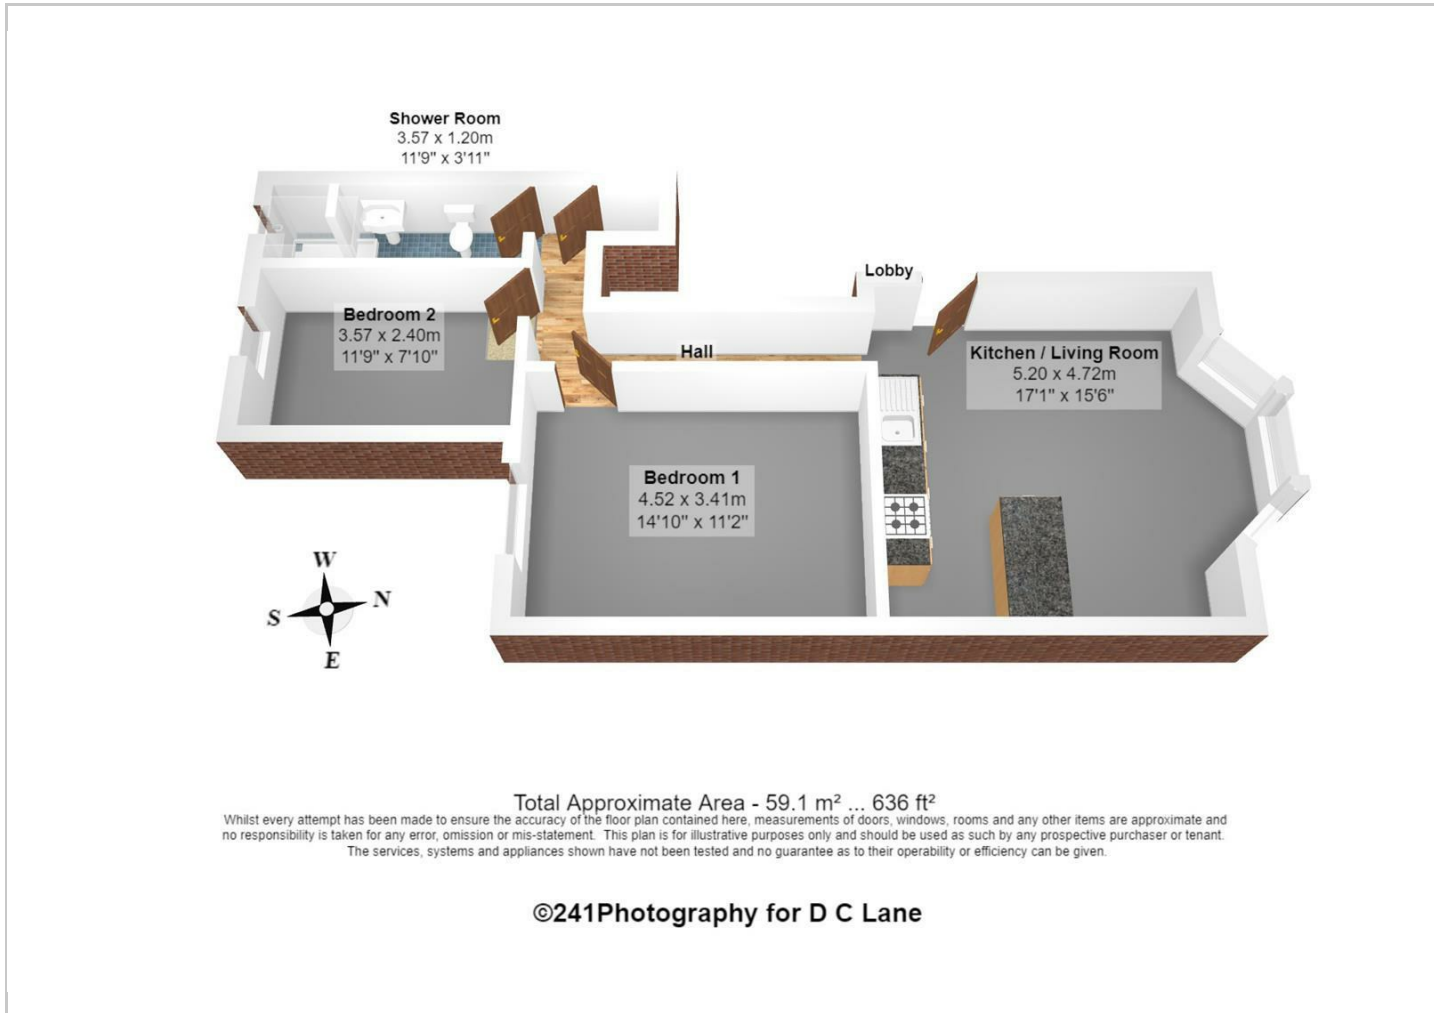 Shower Room
3.57 x 1.20m
11'9" x 3'11"
Lobby
Bedroom 2
3.57 x 2.40m
11'9" x 7'10"
Hall
Kitchen / Living Room
5.20 x 4.72m
17'1" x 15'6"
Bedroom 1
4.52 x 3.41m
14'10" x 11'2"
W
S N
E
Total Approximate Area - 59.1 m² ... 636 ft²
Whilst every attempt has been made to ensure the accuracy of the floor plan contained here, measurements of doors, windows, rooms and any other items are approximate and
no responsibility is taken for any error, omission or mis-statement. This plan is for illustrative purposes only and should be used as such by any prospective purchaser or tenant.
The services, systems and appliances shown have not been tested and no guarantee as to their operability or efficiency can be given.
©241Photography for D C Lane